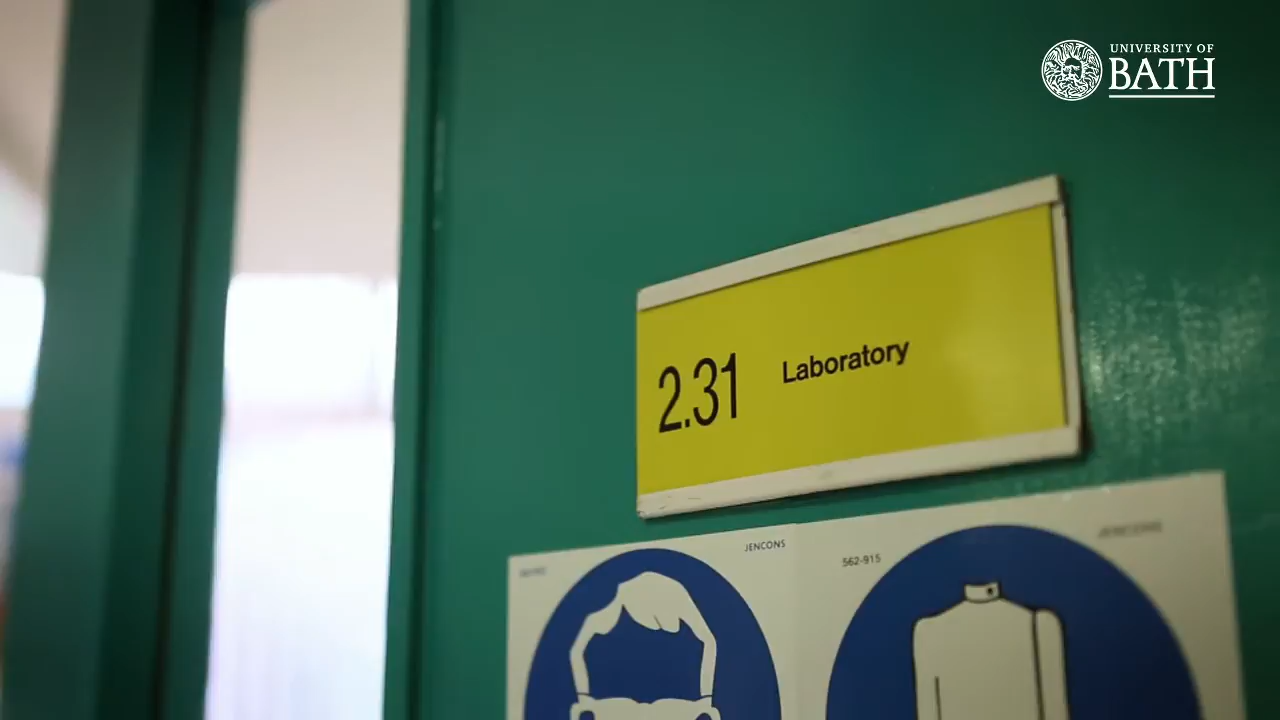 UNIVERSITY OF
BATH
2.31 Laboratory
JENCONS
562-915
JENCONS